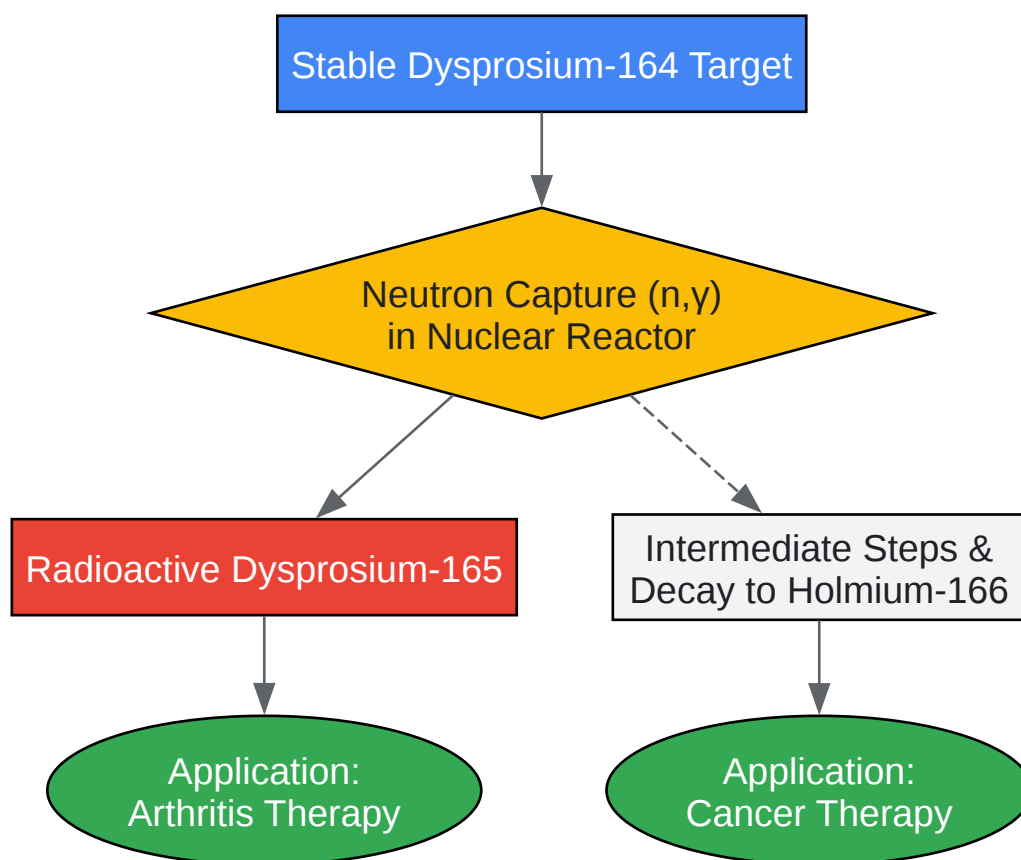 Stable Dysprosium-164 Target
Neutron Capture (n,γ)
in Nuclear Reactor
Radioactive Dysprosium-165
Intermediate Steps &
Decay to Holmium-166
Application:
Arthritis Therapy
Application:
Cancer Therapy